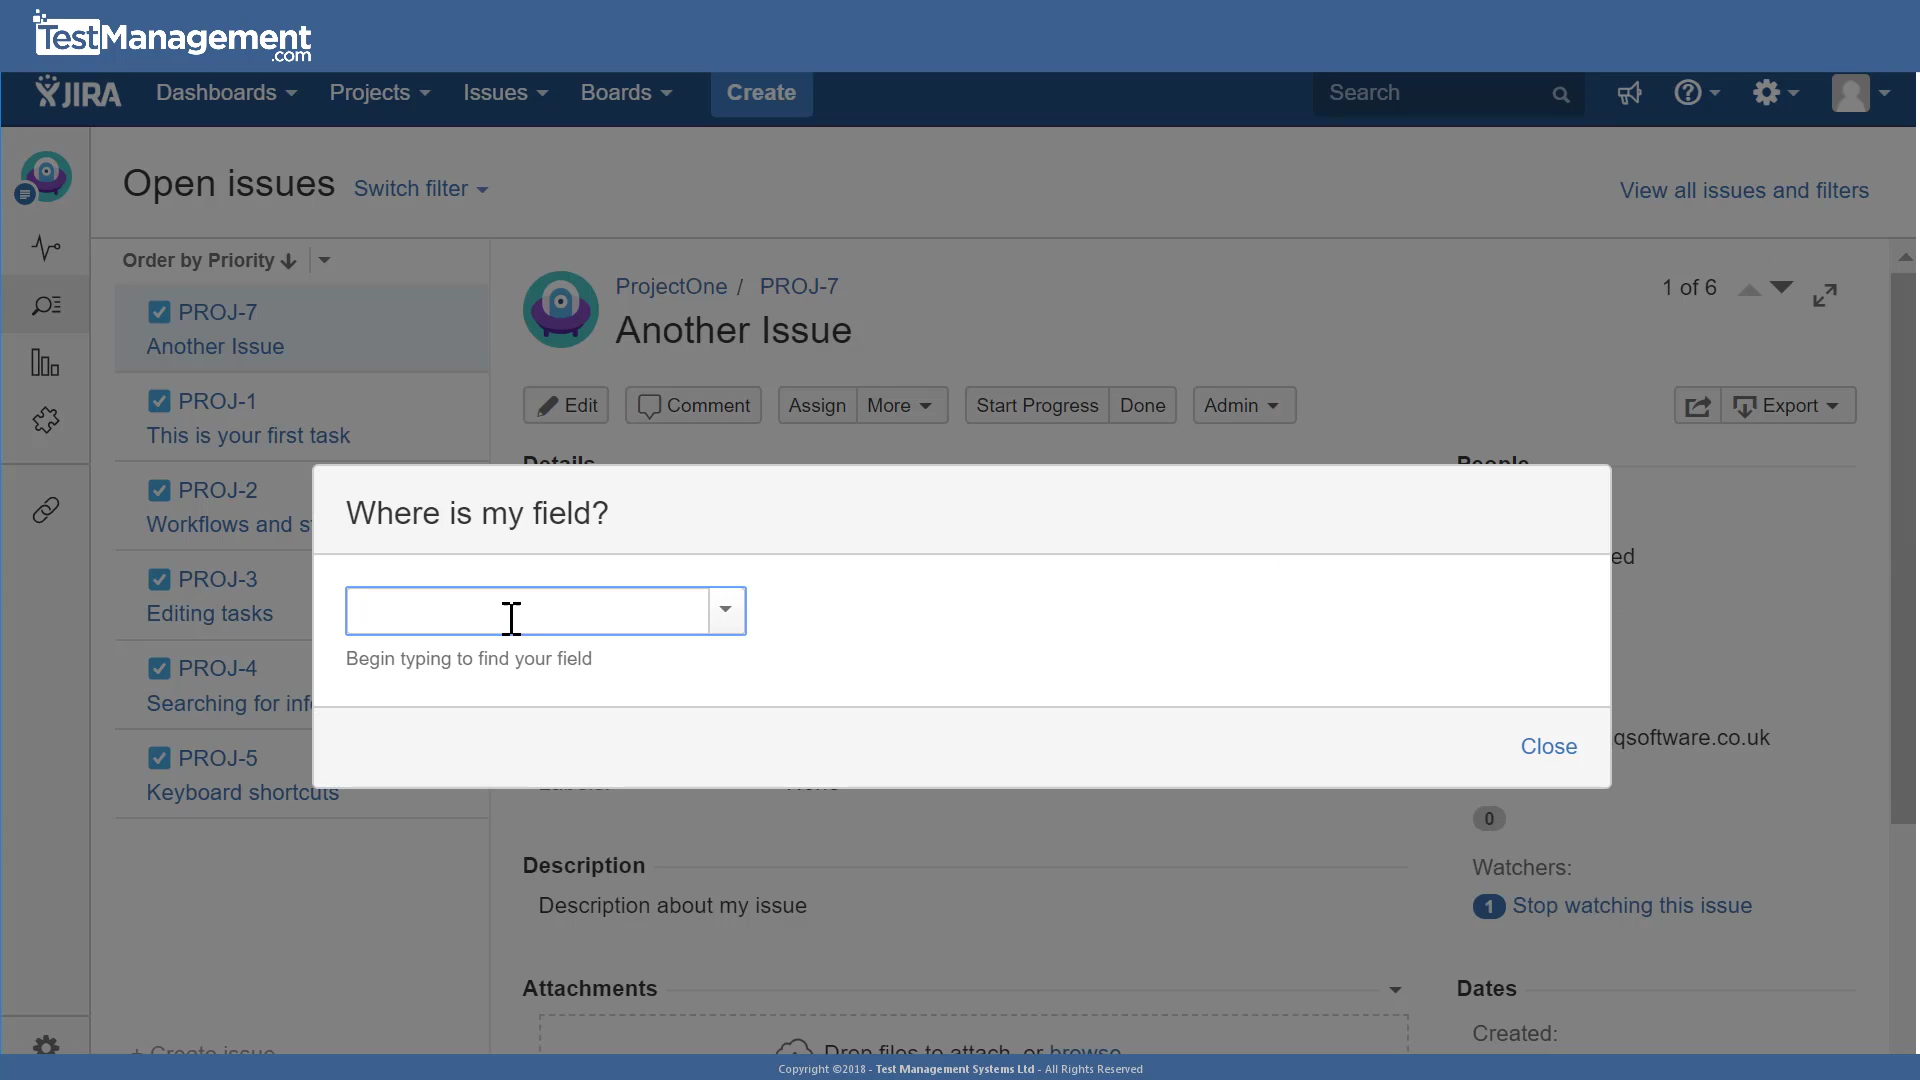 TestManagement
.com
JIRA Dashboards Projects Issues Boards Create Search
Open issues Switch filter View all issues and filters
Order by Priority
PROJ-7
Another Issue
PROJ-1
This is your first task
PROJ-2
Workflows and s
PROJ-3
Editing tasks
PROJ-4
Searching for inf
PROJ-5
Keyboard shortcuts
+ Create issue
ProjectOne / PROJ-7
Another Issue
1 of 6
Edit Comment Assign More Start Progress Done Admin Export
Details
People
Where is my field?
Begin typing to find your field
Close
ed
qsoftware.co.uk
Labels: None
0
Watchers:
1 Stop watching this issue
Description
Description about my issue
Attachments
Drop files to attach, or browse
Dates
Created:
Copyright ©2018 - Test Management Systems Ltd - All Rights Reserved